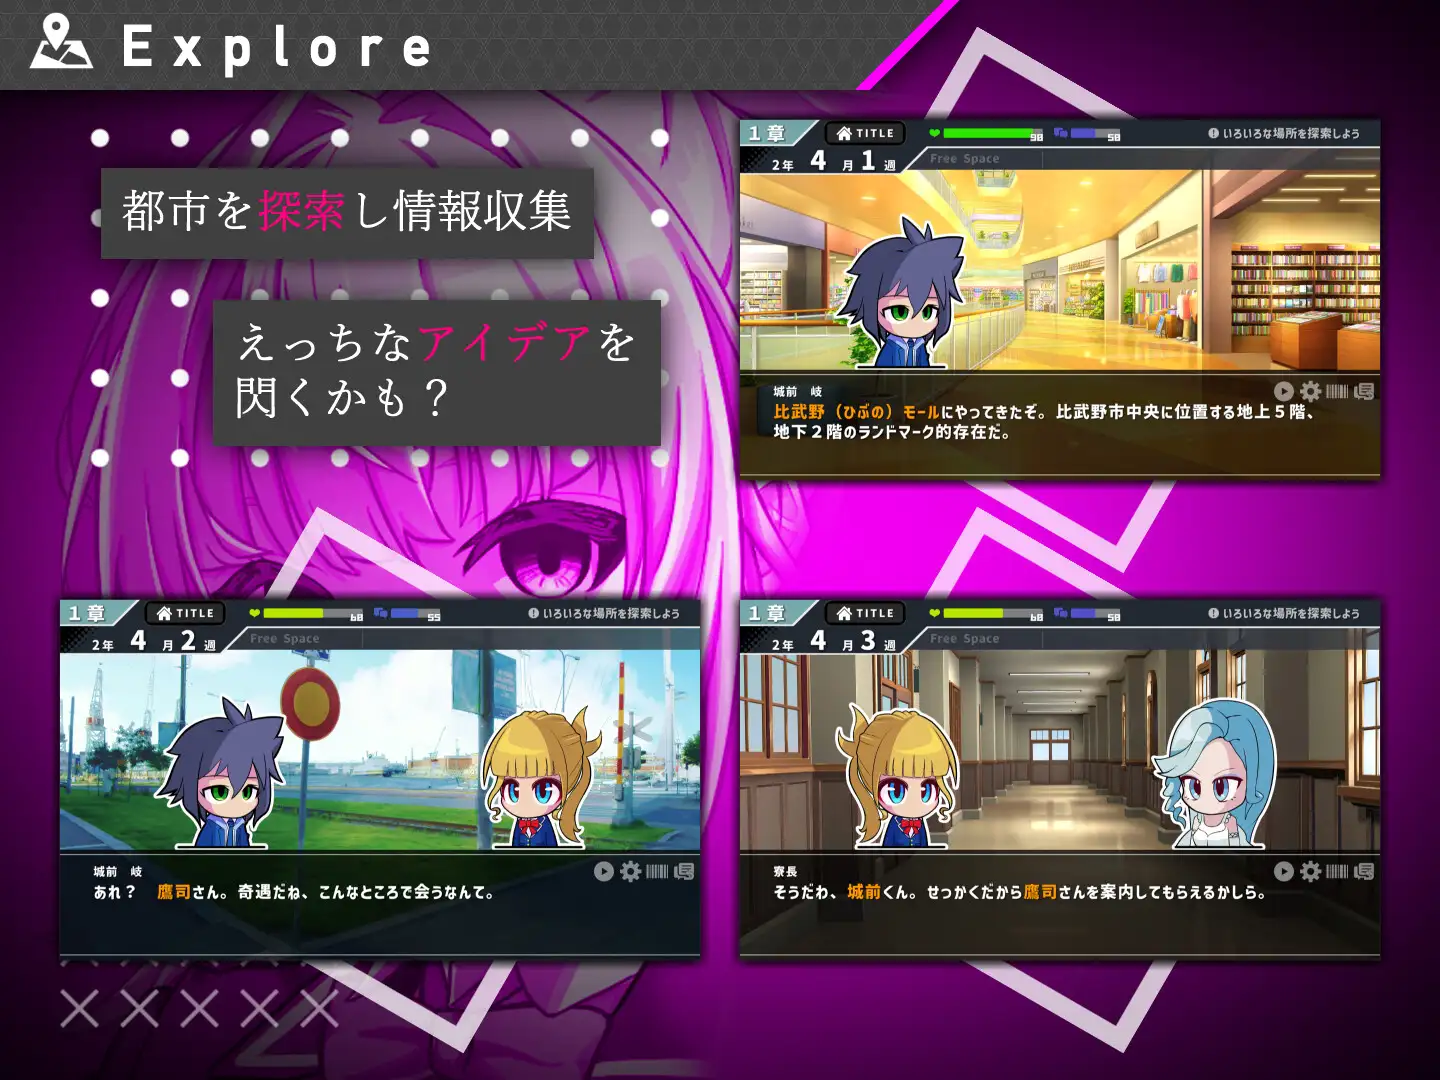 Explore
都市を探索し情報収集
えっちなアイデアを
閃くかも？
1章
TITLE
90
50
いろいろな場所を探索しよう
2年 4月1週
Free Space
城前 岐
比武野（ひぶの）モールにやってきたぞ。比武野市中央に位置する地上５階、
地下２階のランドマーク的存在だ。
1章
TITLE
60
55
いろいろな場所を探索しよう
2年 4月2週
Free Space
城前 岐
あれ？ 鷹司さん。奇遇だね、こんなところで会うなんて。
1章
TITLE
60
50
いろいろな場所を探索しよう
2年 4月3週
Free Space
寮長
そうだわ、城前くん。せっかくだから鷹司さんを案内してもらえるかしら。